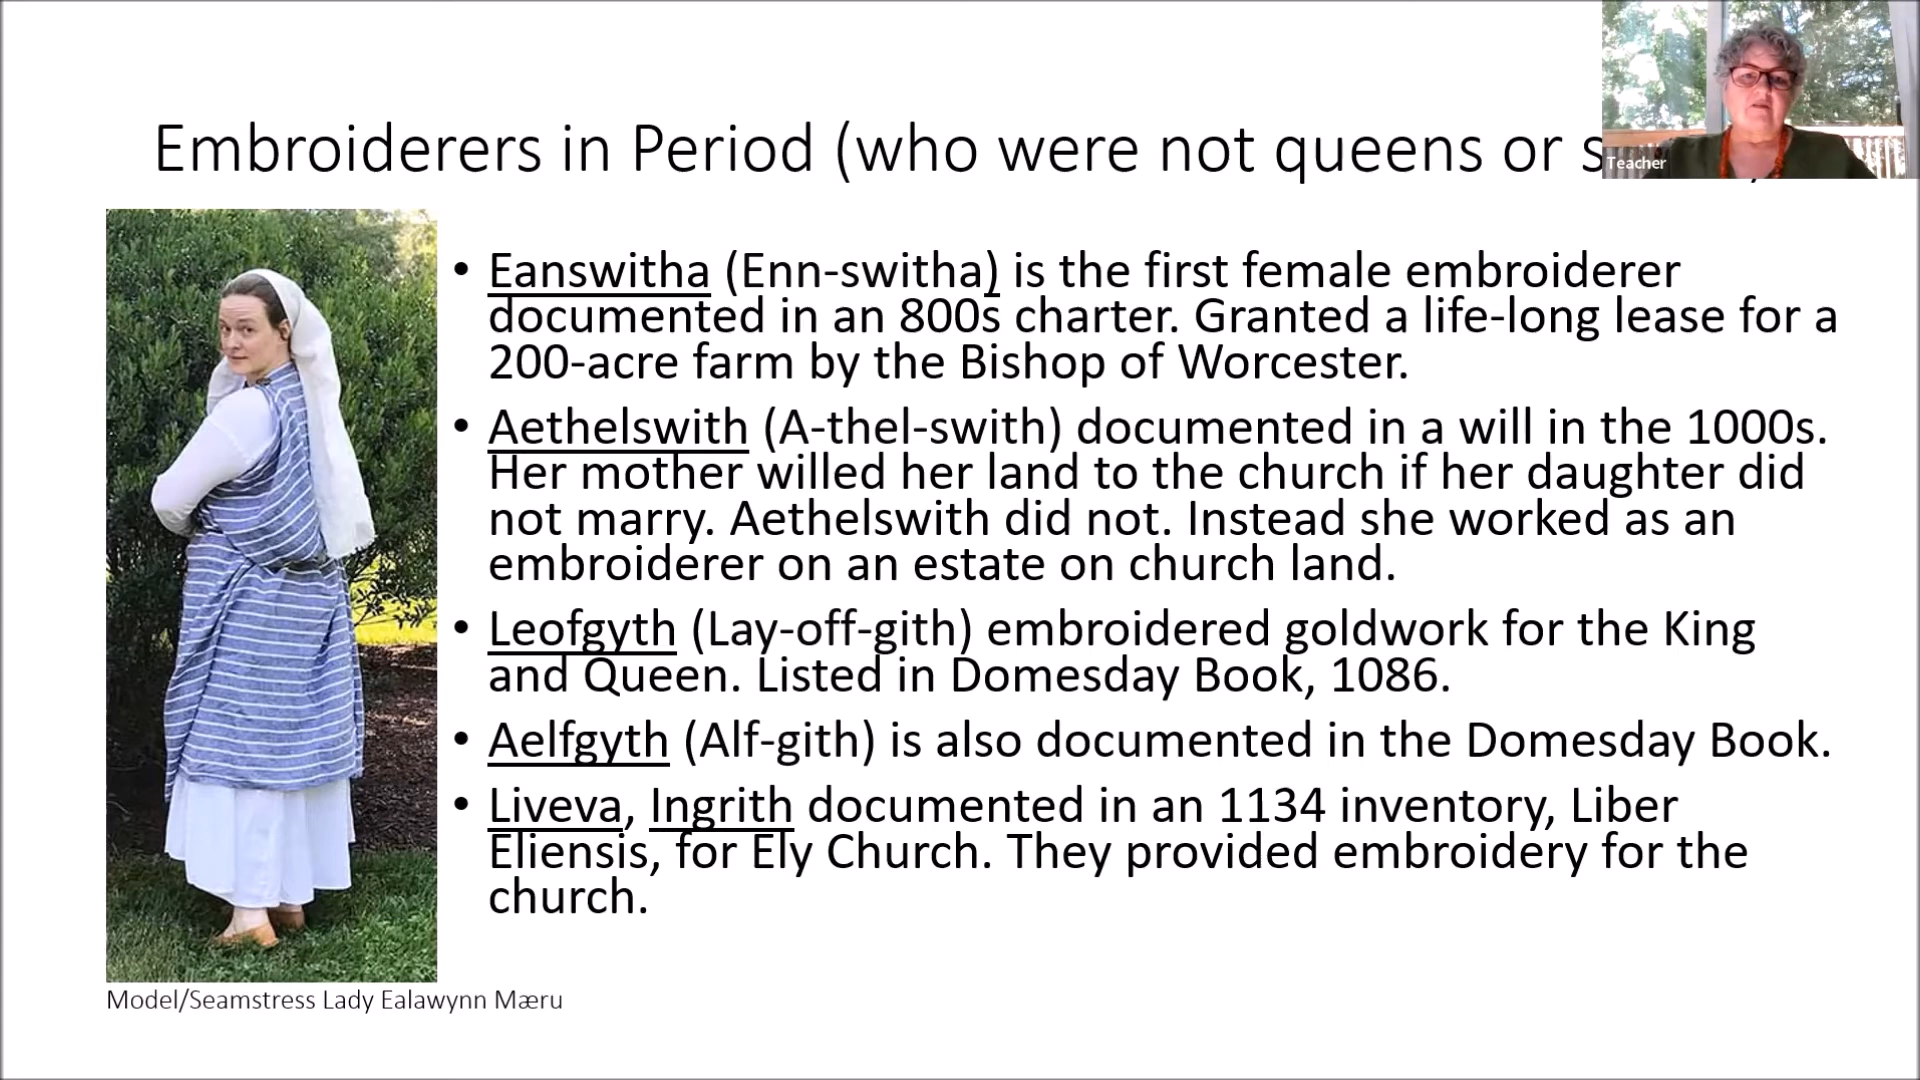 Embroiderers in Period (who were not queens or
Teacher
• Eanswitha (Enn-switha) is the first female embroiderer
documented in an 800s charter. Granted a life-long lease for a
200-acre farm by the Bishop of Worcester.
• Aethelswith (A-thel-swith) documented in a will in the 1000s.
Her mother willed her land to the church if her daughter did
not marry. Aethelswith did not. Instead she worked as an
embroiderer on an estate on church land.
• Leofgyth (Lay-off-gith) embroidered goldwork for the King
and Queen. Listed in Domesday Book, 1086.
• Aelfgyth (Alf-gith) is also documented in the Domesday Book.
• Liveva, Ingrith documented in an 1134 inventory, Liber
Eliensis, for Ely Church. They provided embroidery for the
church.
Model/Seamstress Lady Ealawynn Mæru